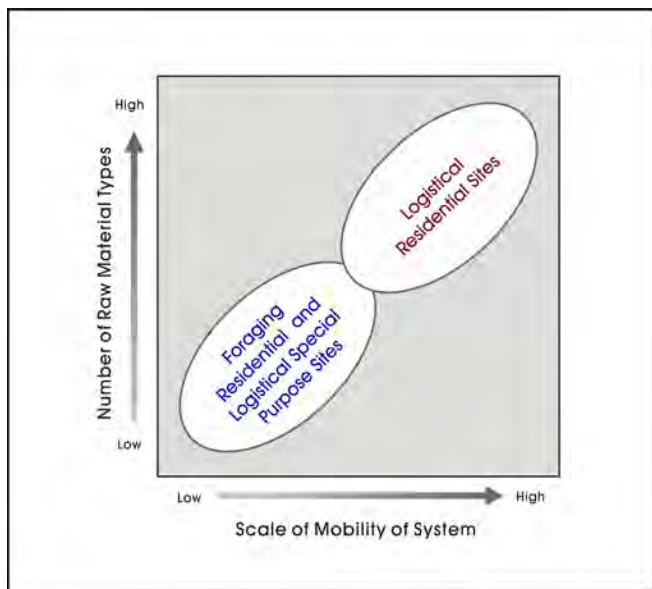 High
Number of Raw Material Types
Low
Logistical
Residential Sites
Foraging
Residential and
Logistical Special
Purpose Sites
Low
High
Scale of Mobility of System